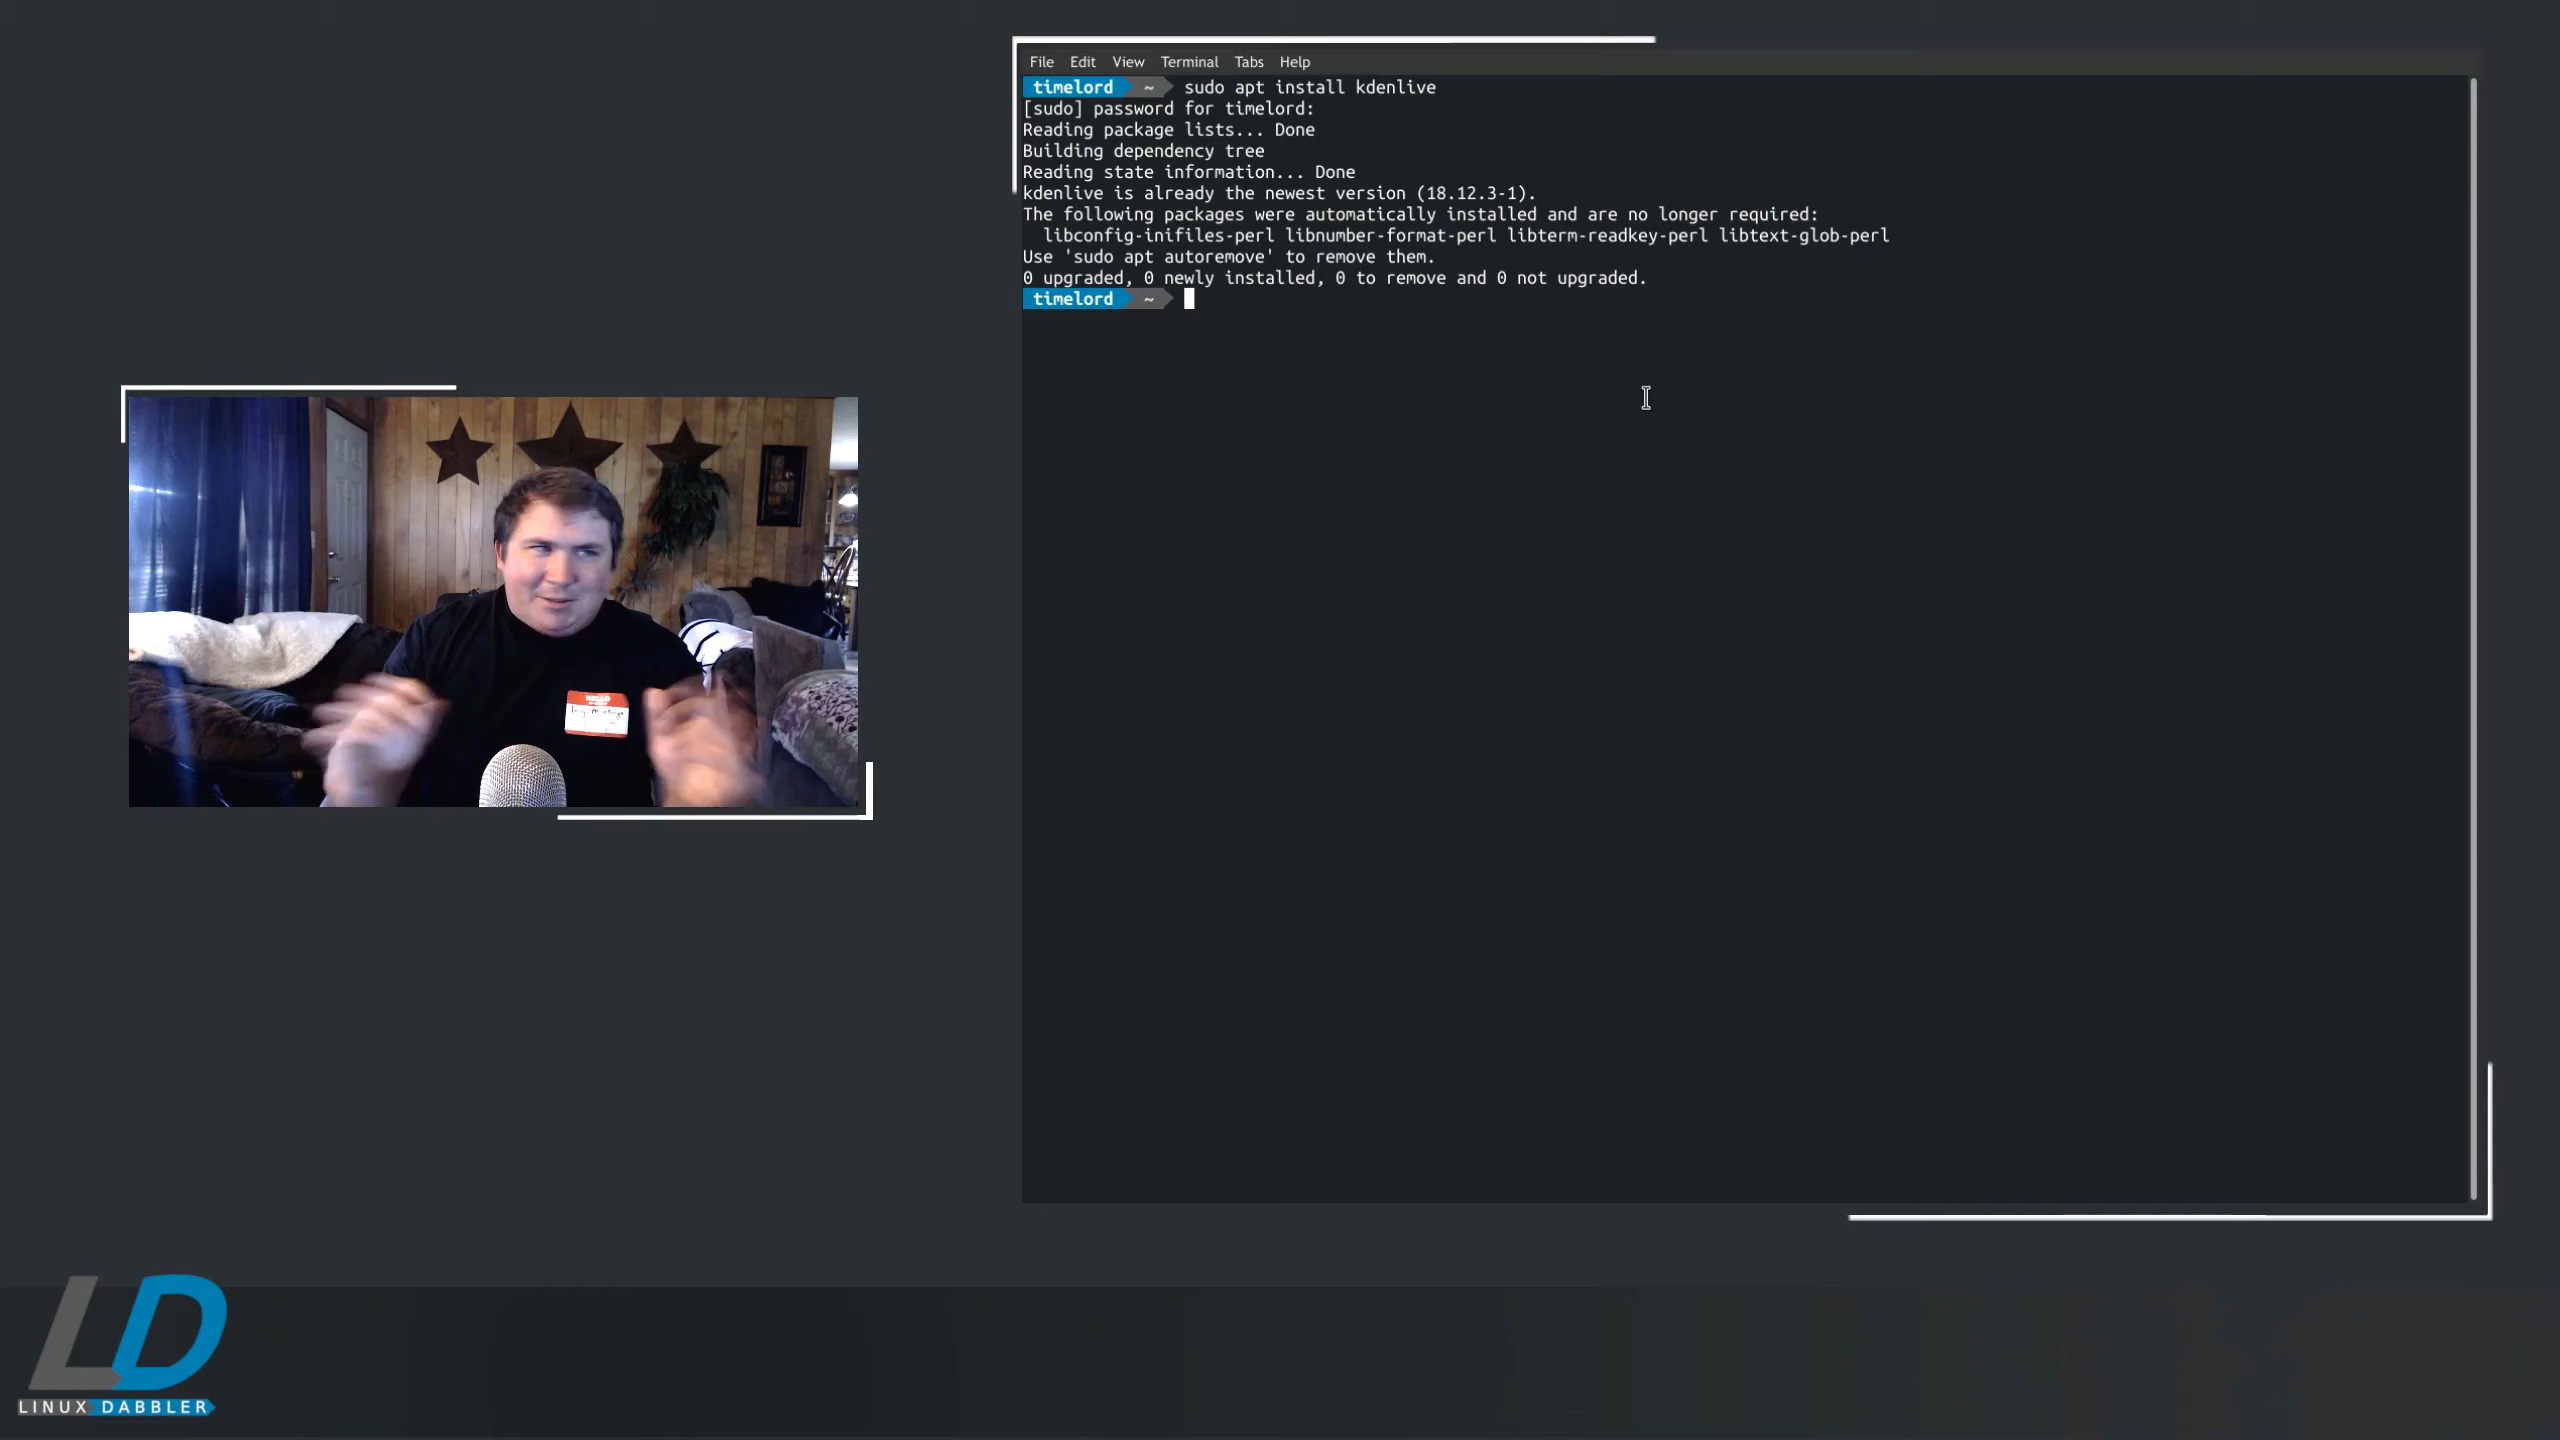 File Edit View Terminal Tabs Help
timelord ~ sudo apt install kdenlive
[sudo] password for timelord:
Reading package lists... Done
Building dependency tree
Reading state information... Done
kdenlive is already the newest version (18.12.3-1).
The following packages were automatically installed and are no longer required:
libconfig-inifiles-perl libnumber-format-perl libterm-readkey-perl libtext-glob-perl
Use 'sudo apt autoremove' to remove them.
0 upgraded, 0 newly installed, 0 to remove and 0 not upgraded.
timelord ~
HELLO
LD
LINUX DABBLER